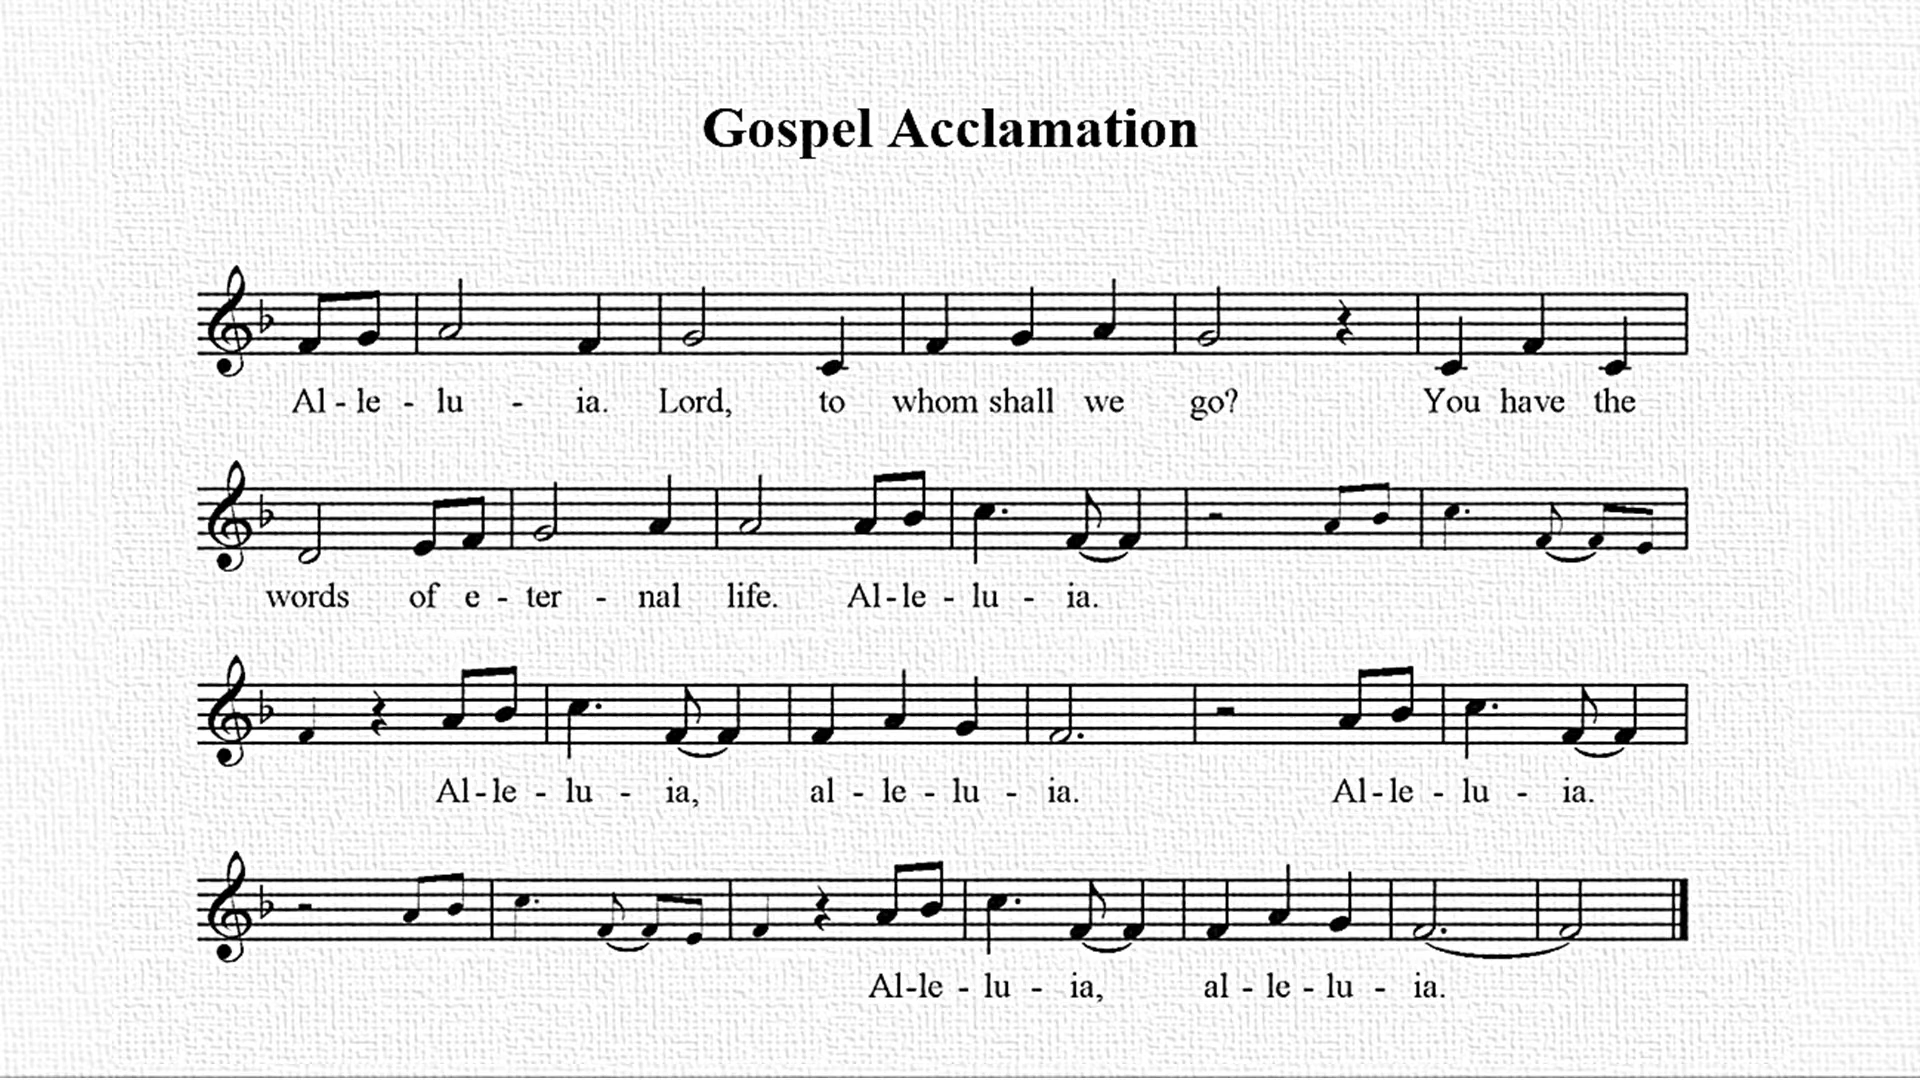 Gospel Acclamation
Al - le - lu - ia. Lord, to whom shall we go? You have the
words of e - ter - nal life. Al - le - lu - ia.
Al - le - lu - ia, al - le - lu - ia. Al - le - lu - ia.
Al - le - lu - ia, al - le - lu - ia.